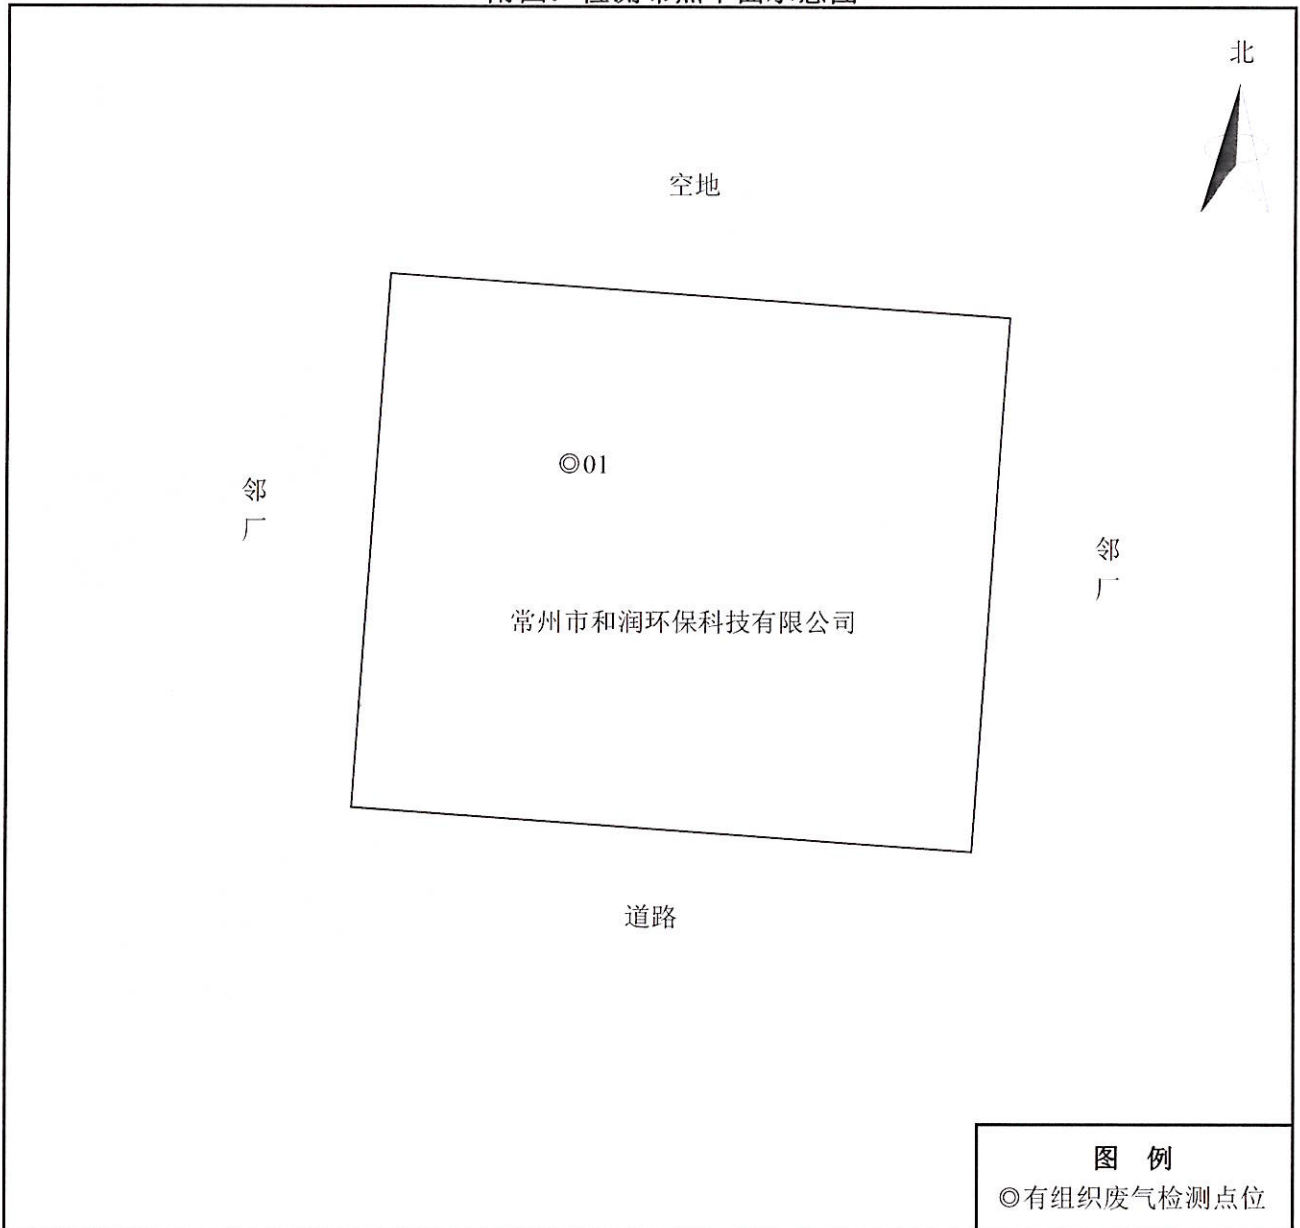 北
空地
◎01
邻
厂
邻
厂
常州市和润环保科技有限公司
道路
图 例
◎有组织废气检测点位